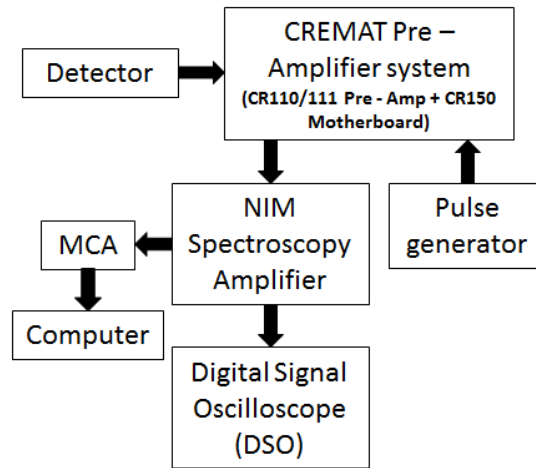 CREMAT Pre –
Amplifier system
(CR110/111 Pre - Amp + CR150
Motherboard)
Detector
NIM
Spectroscopy
Amplifier
Pulse
generator
MCA
Computer
Digital Signal
Oscilloscope
(DSO)